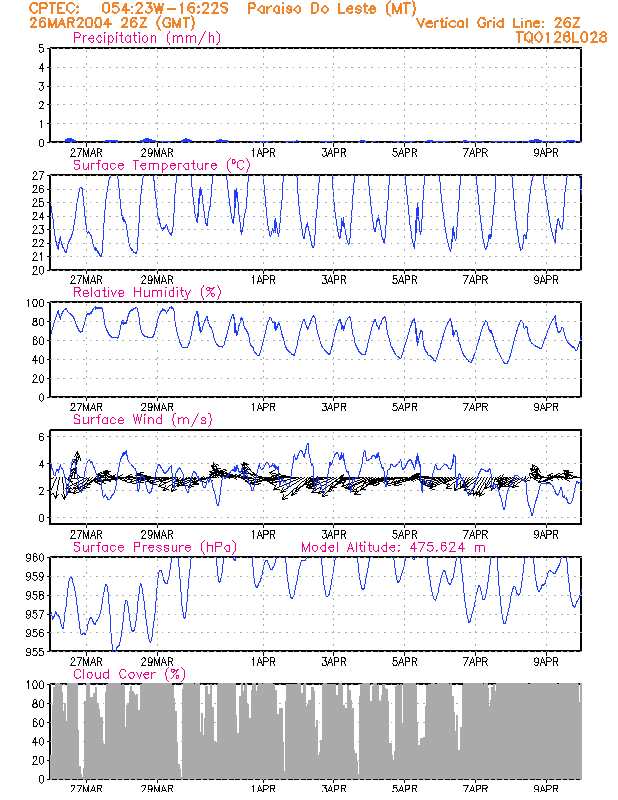 CPTEC: 054:23W-16:22S Paraiso Do Leste (MT)
26MAR2004 26Z (GMT) Vertical Grid Line: 26Z
Precipitation (mm/h) TQ0126L028
5
4
3
2
1
0
27MAR 29MAR 1APR 3APR 5APR 7APR 9APR
Surface Temperature (ºC)
27
26
25
24
23
22
21
20
27MAR 29MAR 1APR 3APR 5APR 7APR 9APR
Relative Humidity (%)
100
80
60
40
20
0
27MAR 29MAR 1APR 3APR 5APR 7APR 9APR
Surface Wind (m/s)
6
4
2
0
27MAR 29MAR 1APR 3APR 5APR 7APR 9APR
Surface Pressure (hPa) Model Altitude: 475.624 m
960
959
958
957
956
955
27MAR 29MAR 1APR 3APR 5APR 7APR 9APR
Cloud Cover (%)
100
80
60
40
20
0
27MAR 29MAR 1APR 3APR 5APR 7APR 9APR